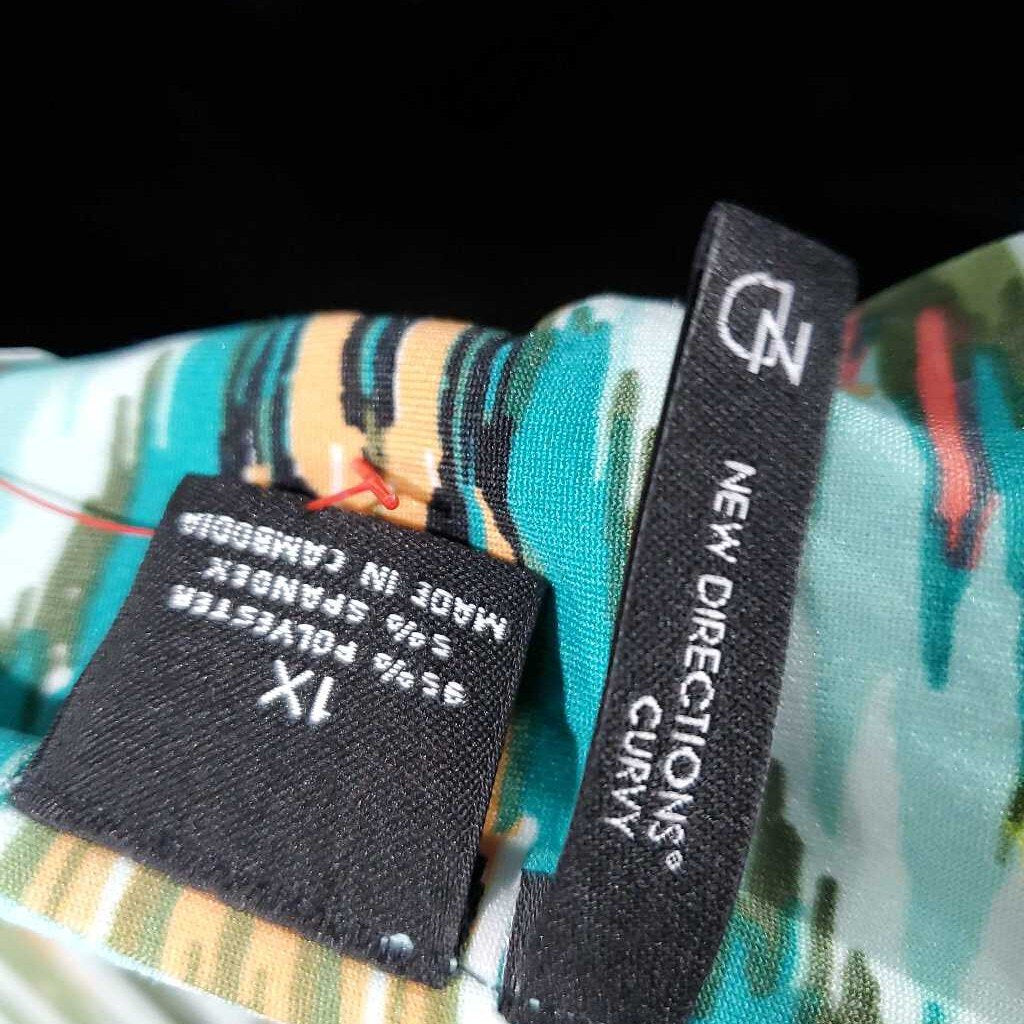 ND
NEW DIRECTIONS®
CURVY
1X
95% POLYESTER
5% SPANDEX
MADE IN CAMBODIA